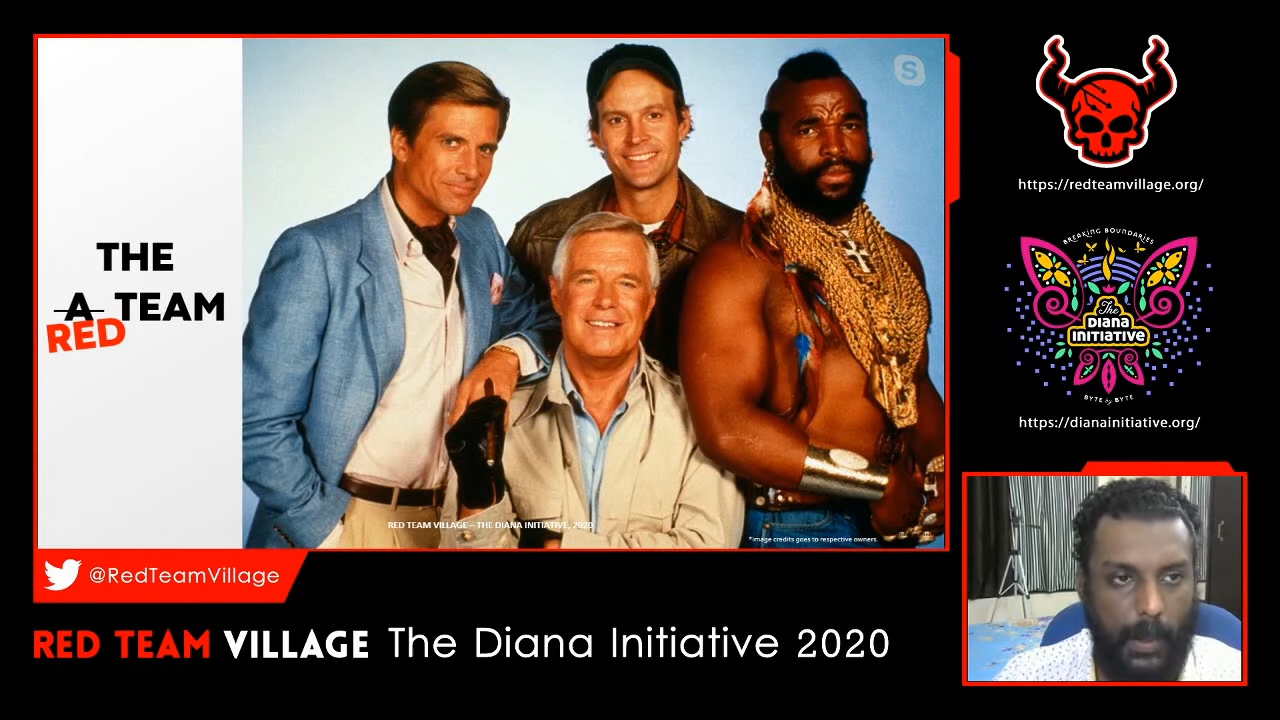 THE
A TEAM
RED
S
RED TEAM VILLAGE – THE DIANA INITIATIVE, 2020
*Image credits goes to respective owners.
@RedTeamVillage
RED TEAM VILLAGE The Diana Initiative 2020
https://redteamvillage.org/
BREAKING BOUNDARIES
The
DIANA
INITIATIVE
BYTE by BYTE
https://dianainitiative.org/